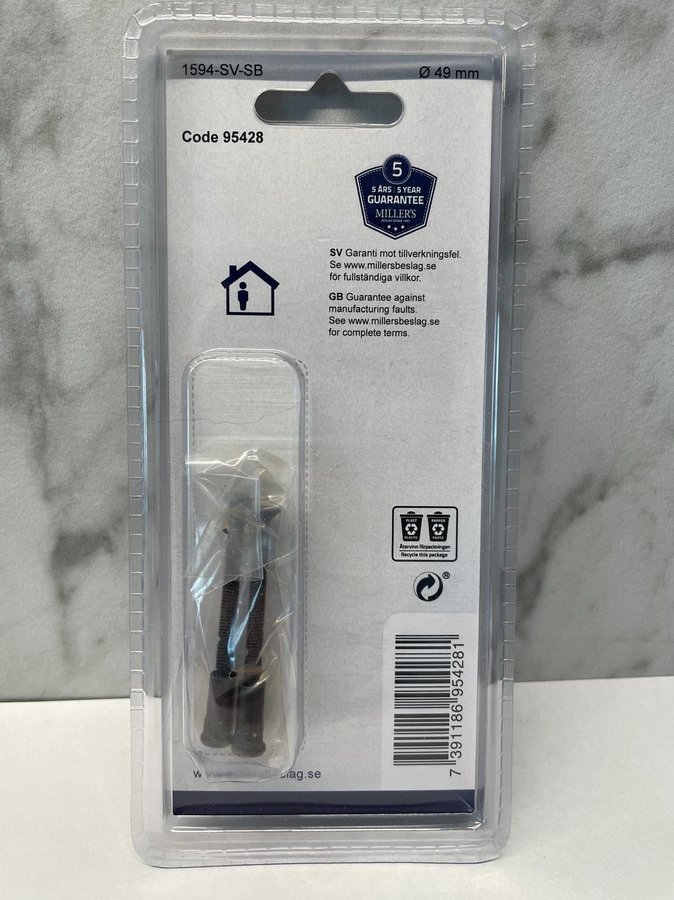 1594-SV-SB
Ø 49 mm
Code 95428
5
5 ÅRS | 5 YEAR
GUARANTEE
MILLER'S
SV Garanti mot tillverkningsfel.
Se www.millersbeslag.se
för fullständiga villkor.
GB Guarantee against
manufacturing faults.
See www.millersbeslag.se
for complete terms.
PLAST
PLASTIC
PAPPER
PAPER
Återvinn förpackningen
Recycle this package
®
7 391186 954281